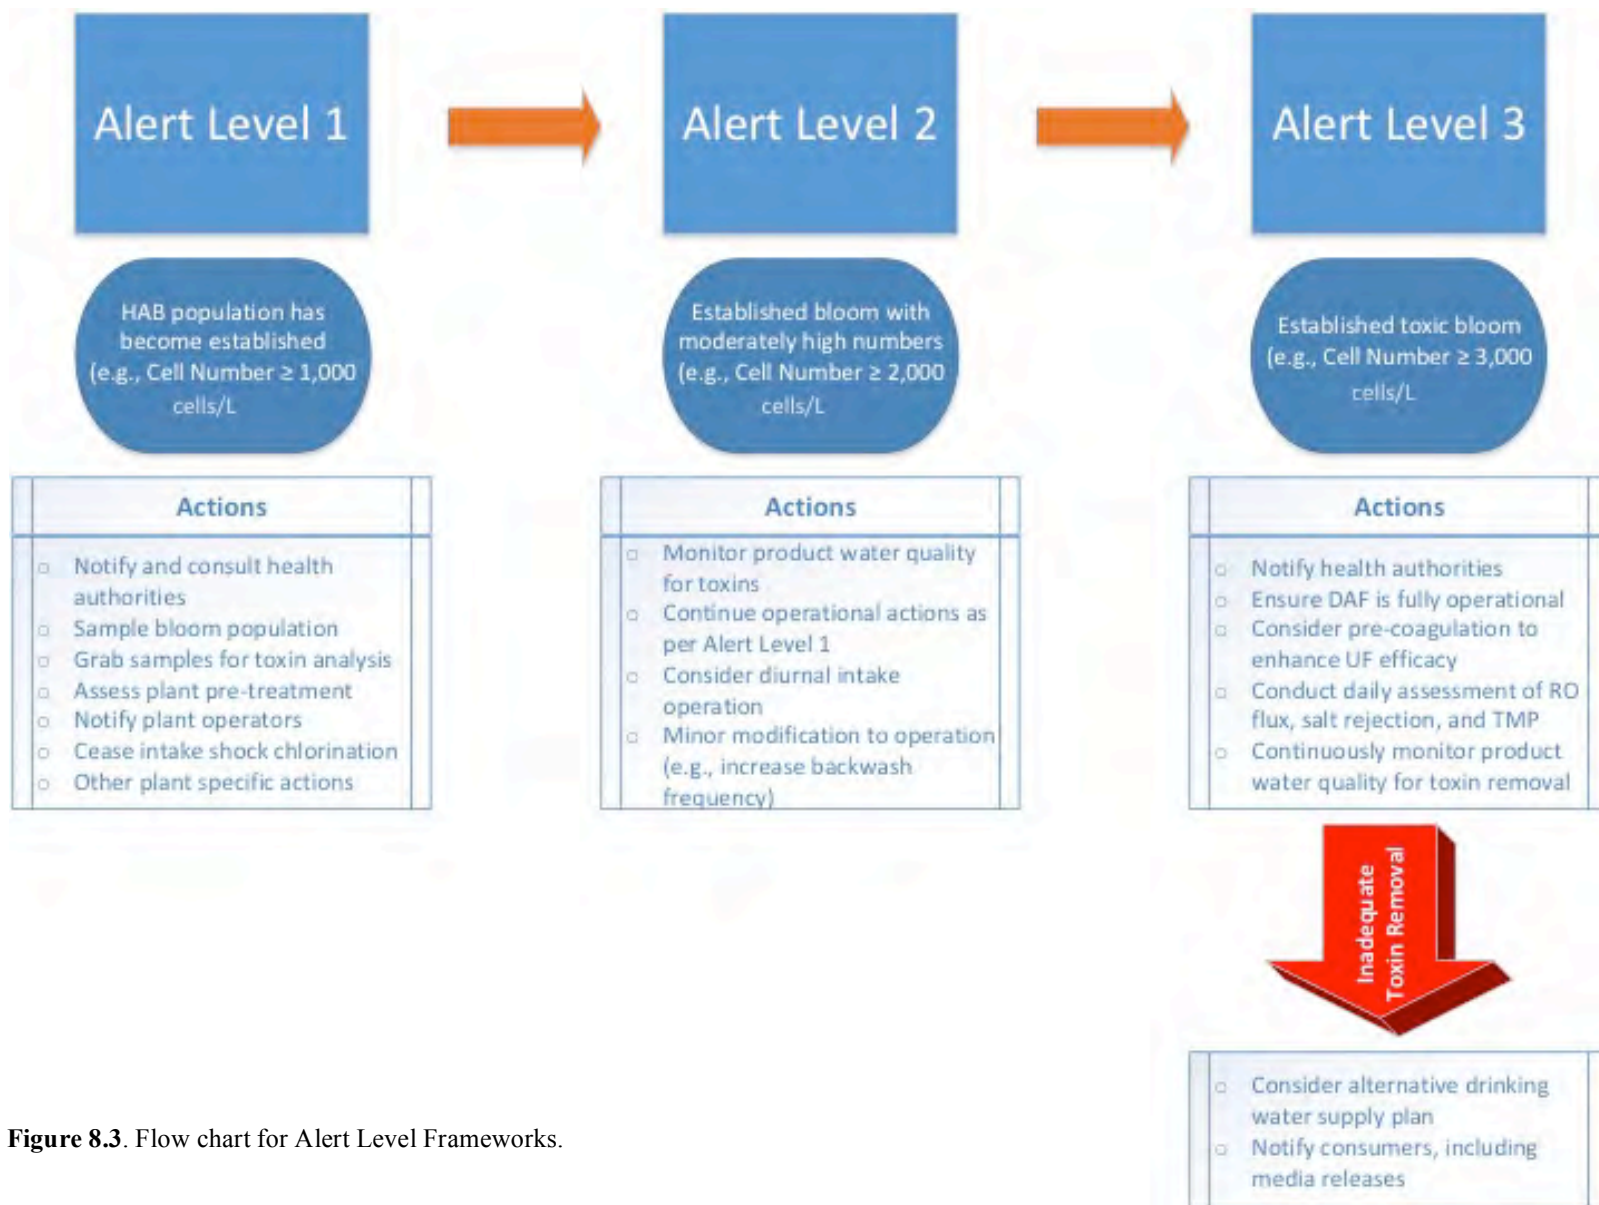 Alert Level 1
HAB population has
become established
(e.g., Cell Number ≥ 1,000
cells/L
Actions
○ Notify and consult health
authorities
○ Sample bloom population
○ Grab samples for toxin analysis
○ Assess plant pre-treatment
○ Notify plant operators
○ Cease intake shock chlorination
○ Other plant specific actions
Alert Level 2
Established bloom with
moderately high numbers
(e.g., Cell Number ≥ 2,000
cells/L
Actions
○ Monitor product water quality
for toxins
○ Continue operational actions as
per Alert Level 1
○ Consider diurnal intake
operation
○ Minor modification to operation
(e.g., increase backwash
frequency)
Alert Level 3
Established toxic bloom
(e.g., Cell Number ≥ 3,000
cells/L
Actions
○ Notify health authorities
○ Ensure DAF is fully operational
○ Consider pre-coagulation to
enhance UF efficacy
○ Conduct daily assessment of RO
flux, salt rejection, and TMP
○ Continuously monitor product
water quality for toxin removal
Inadequate
Toxin Removal
○ Consider alternative drinking
water supply plan
○ Notify consumers, including
media releases
Figure 8.3. Flow chart for Alert Level Frameworks.